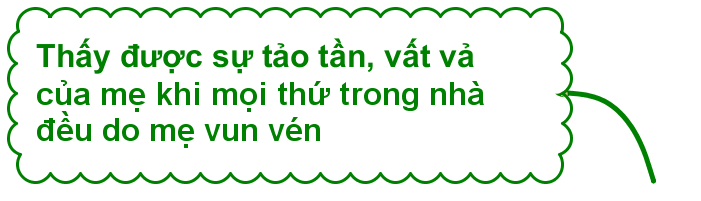 Thấy được sự tảo tần, vất vả
của mẹ khi mọi thứ trong nhà
đều do mẹ vun vén